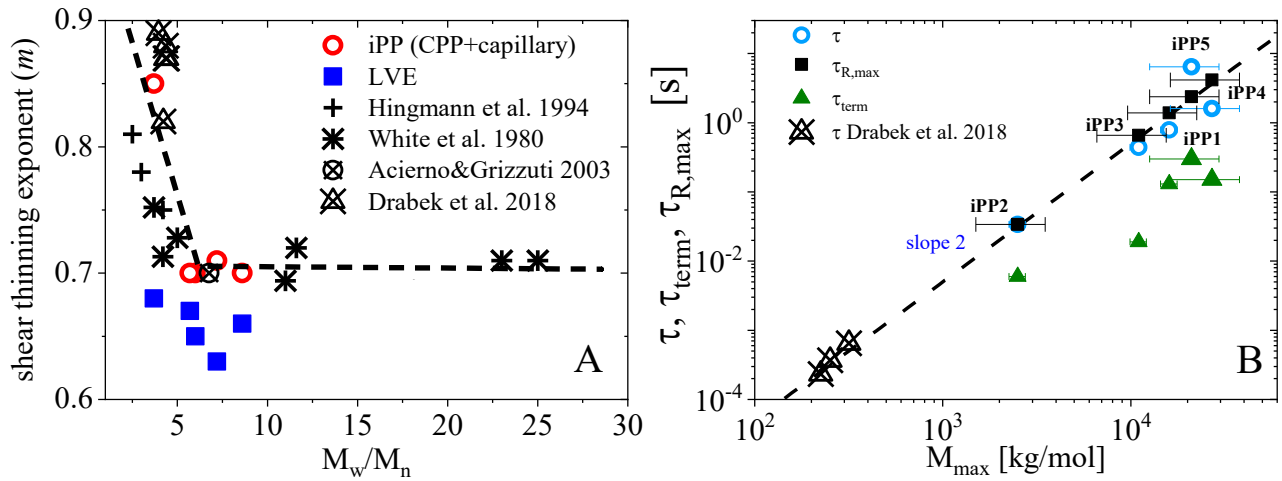 0.9
0.8
0.7
0.6
shear thinning exponent (m)
5
10
15
20
25
30
M_w/M_n
iPP (CPP+capillary)
LVE
Hingmann et al. 1994
White et al. 1980
Acierno&Grizzuti 2003
Drabek et al. 2018
A
τ, τ_term, τ_R,max [s]
10^0
10^-2
10^-4
10^2
10^3
10^4
M_max [kg/mol]
τ
τ_R,max
τ_term
τ Drabek et al. 2018
iPP5
iPP4
iPP3
iPP1
iPP2
slope 2
B